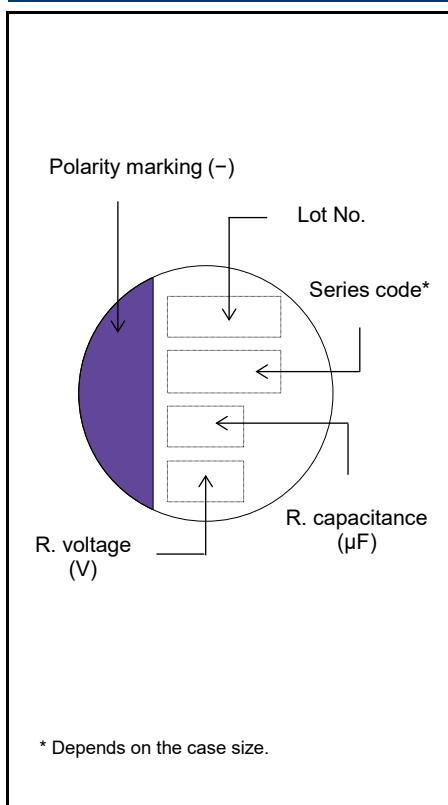 Polarity marking (−)
Lot No.
Series code*
R. capacitance
(µF)
R. voltage
(V)
* Depends on the case size.